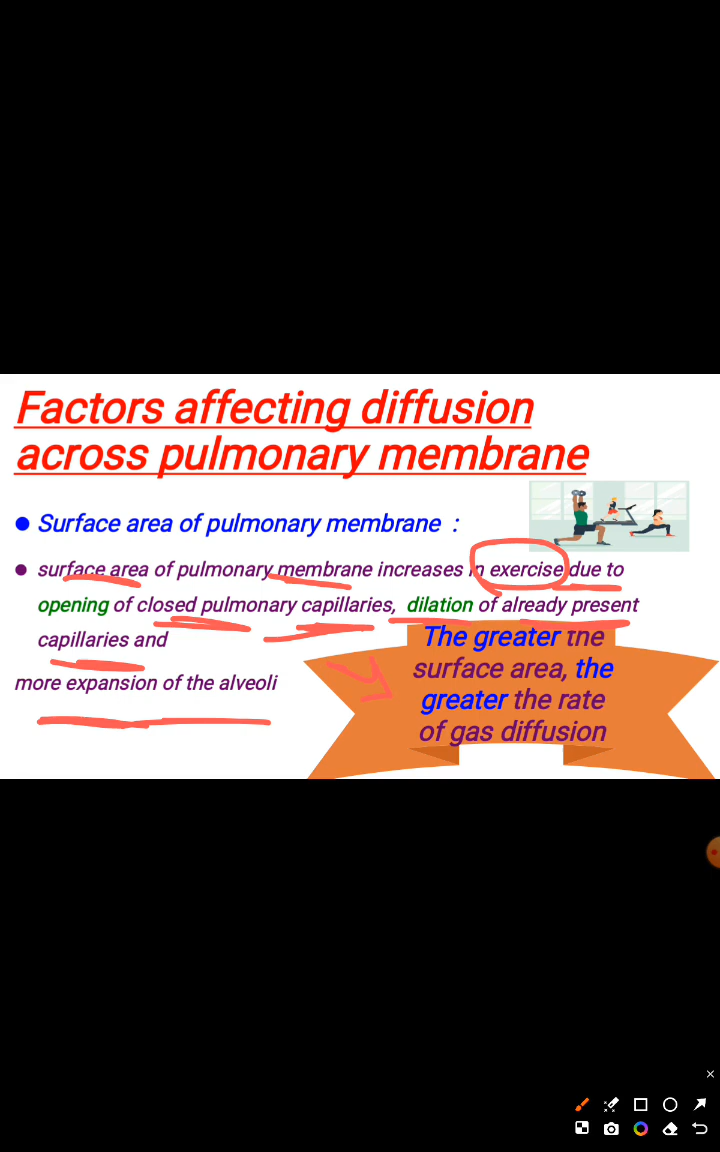 Factors affecting diffusion
across pulmonary membrane
Surface area of pulmonary membrane :
surface area of pulmonary membrane increases in exercise due to
opening of closed pulmonary capillaries, dilation of already present
capillaries and
more expansion of the alveoli
The greater the
surface area, the
greater the rate
of gas diffusion